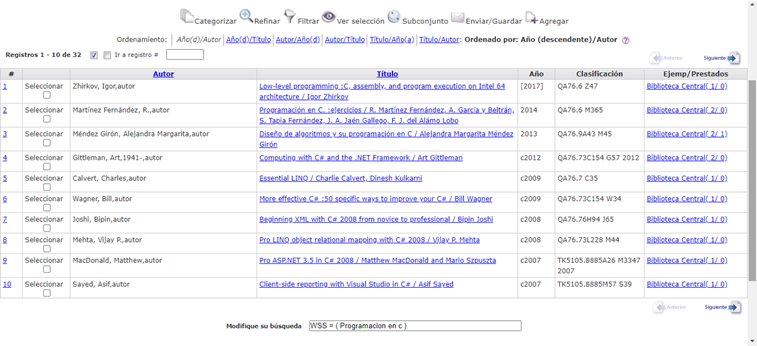 Categorizar Refinar Filtrar Ver selección Subconjunto Enviar/Guardar Agregar
Ordenamiento: Año(d)/Autor Año(d)/Título Autor/Año(d) Autor/Título Título/Año(a) Título/Autor: Ordenado por: Año (descendente)/Autor
Registros 1 - 10 de 32 Ir a registro # Anterior Siguiente
# Autor Título Año Clasificación Ejemp/Prestados
1 Seleccionar Zhirkov, Igor,autor Low-level programming :C, assembly, and program execution on Intel 64 [2017] QA76.6 Z47 Biblioteca Central( 1/ 0)
architecture / Igor Zhirkov
2 Seleccionar Martínez Fernández, R.,autor Programación en C. :ejercicios / R. Martínez Fernández, A. García y Beltrán, 2014 QA76.6 M365 Biblioteca Central( 2/ 0)
S. Tapia Fernández, J. A. Jaén Gallego, F. J. del Álamo Lobo
3 Seleccionar Méndez Girón, Alejandra Margarita,autor Diseño de algoritmos y su programación en C / Alejandra Margarita Méndez 2013 QA76.9A43 M45 Biblioteca Central( 2/ 1)
Girón
4 Seleccionar Gittleman, Art,1941-,autor Computing with C# and the .NET Framework / Art Gittleman c2012 QA76.73C154 G57 2012 Biblioteca Central( 2/ 0)
5 Seleccionar Calvert, Charles,autor Essential LINQ / Charlie Calvert, Dinesh Kulkarni c2009 QA76.7 C35 Biblioteca Central( 1/ 0)
6 Seleccionar Wagner, Bill,autor More effective C# :50 specific ways to improve your C# / Bill Wagner c2009 QA76.73C154 W34 Biblioteca Central( 1/ 0)
7 Seleccionar Joshi, Bipin,autor Beginning XML with C# 2008 from novice to professional / Bipin Joshi c2008 QA76.76H94 J65 Biblioteca Central( 1/ 0)
8 Seleccionar Mehta, Vijay P.,autor Pro LINQ object relational mapping with C# 2008 / Vijay P. Mehta c2008 QA76.73L228 M44 Biblioteca Central( 1/ 0)
9 Seleccionar MacDonald, Matthew,autor Pro ASP.NET 3.5 in C# 2008 / Matthew MacDonald and Mario Szpuszta c2007 TK5105.8885A26 M3347 Biblioteca Central( 1/ 0)
2007
10 Seleccionar Sayed, Asif,autor Client-side reporting with Visual Studio in C# / Asif Sayed c2007 TK5105.8885M57 S39 Biblioteca Central( 1/ 0)
Anterior Siguiente
Modifique su búsqueda WSS = ( Programacion en c )